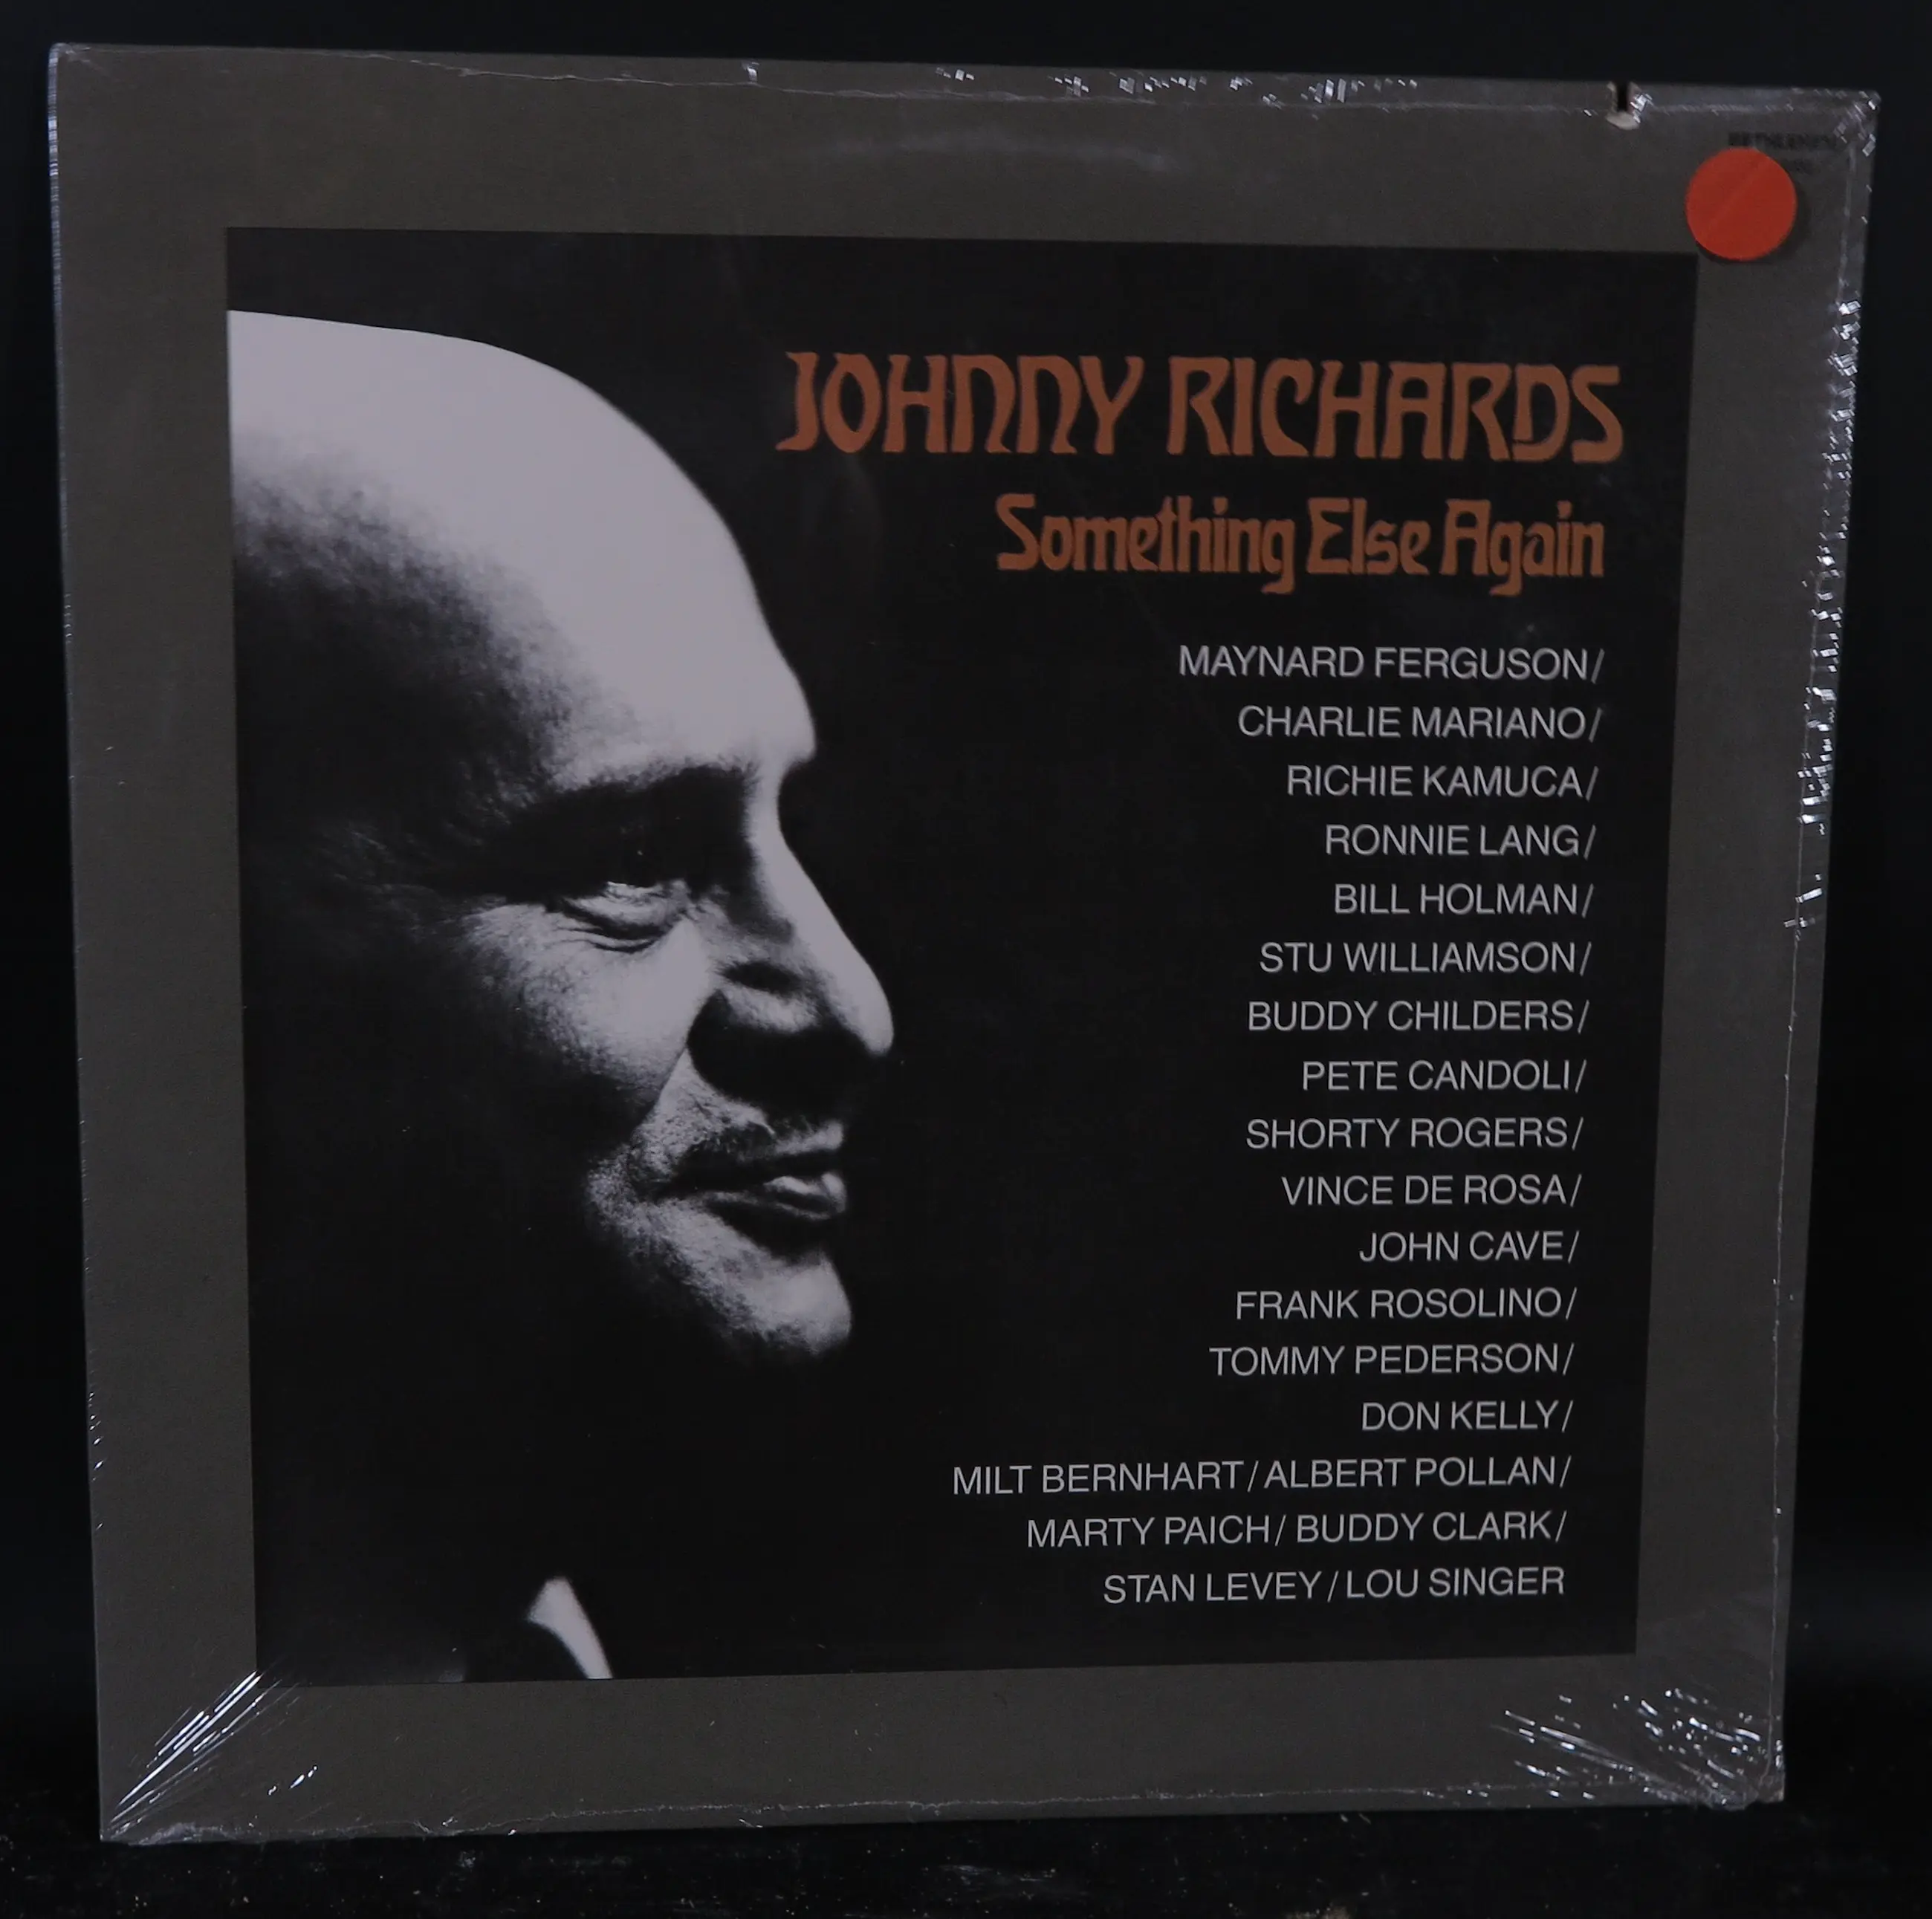 BETHLEHEM
JOHNNY RICHARDS
Something Else Again
MAYNARD FERGUSON/
CHARLIE MARIANO/
RICHIE KAMUCA/
RONNIE LANG/
BILL HOLMAN/
STU WILLIAMSON/
BUDDY CHILDERS/
PETE CANDOLI/
SHORTY ROGERS/
VINCE DE ROSA/
JOHN CAVE/
FRANK ROSOLINO/
TOMMY PEDERSON/
DON KELLY/
MILT BERNHART/ALBERT POLLAN/
MARTY PAICH/BUDDY CLARK/
STAN LEVEY/LOU SINGER